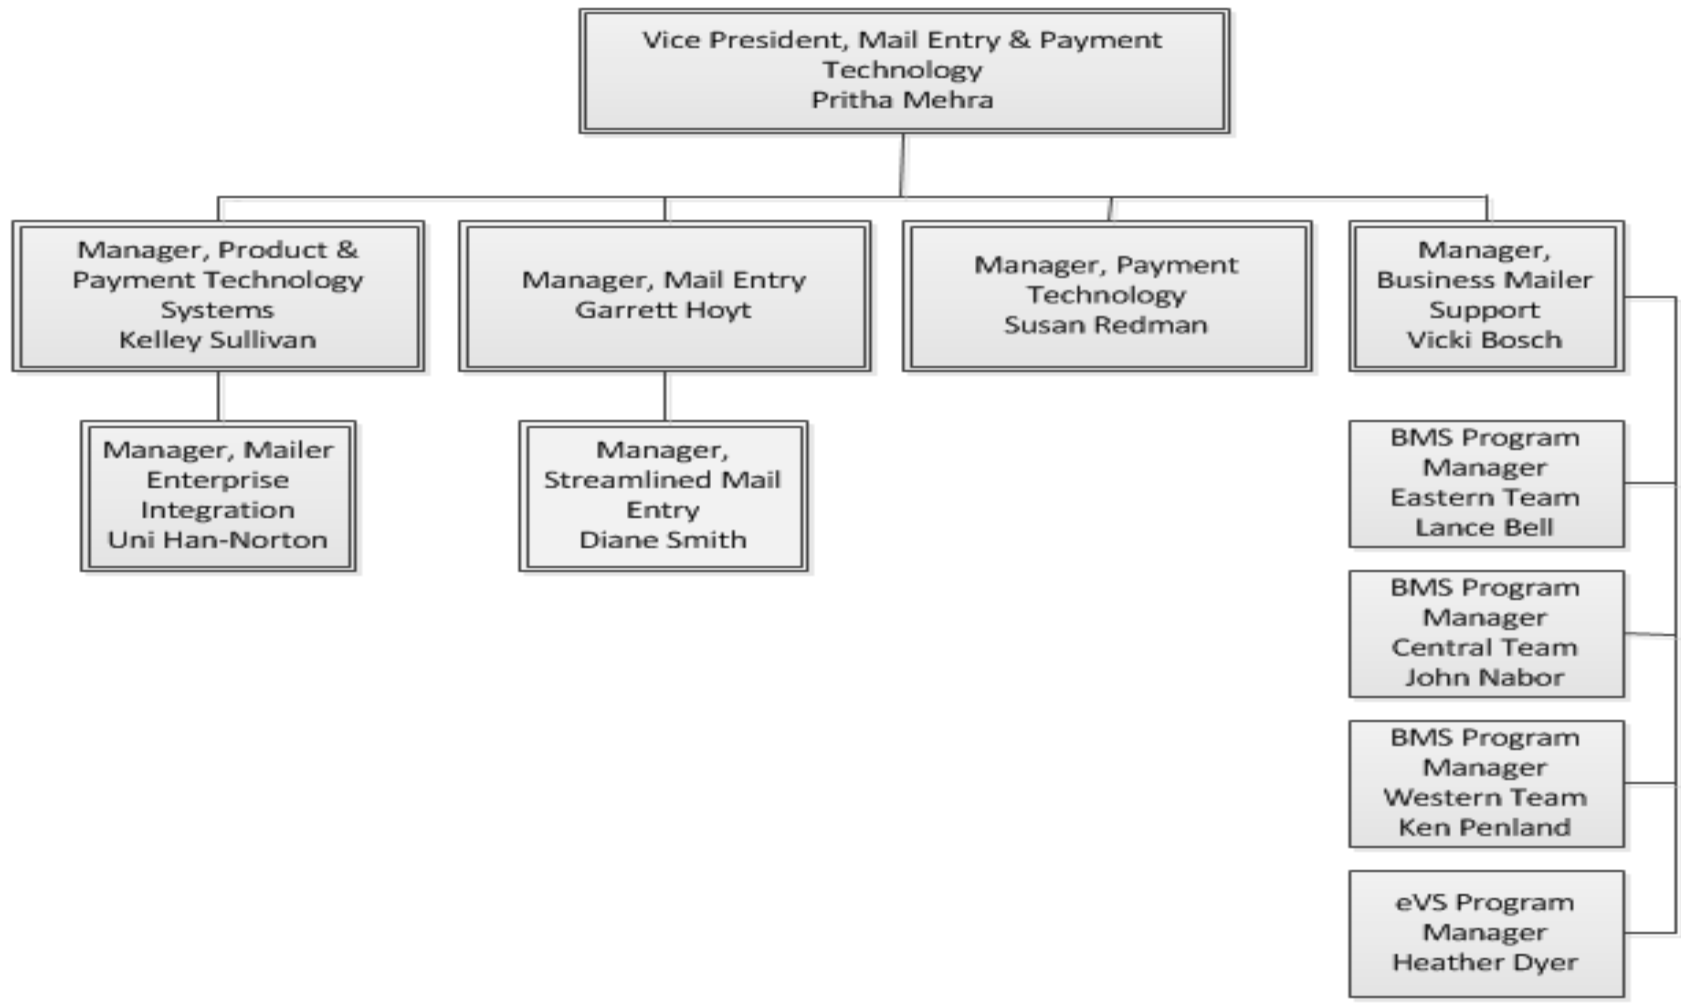 Vice President, Mail Entry & Payment
Technology
Pritha Mehra
Manager, Product &
Payment Technology
Systems
Kelley Sullivan
Manager, Mail Entry
Garrett Hoyt
Manager, Payment
Technology
Susan Redman
Manager,
Business Mailer
Support
Vicki Bosch
Manager, Mailer
Enterprise
Integration
Uni Han-Norton
Manager,
Streamlined Mail
Entry
Diane Smith
BMS Program
Manager
Eastern Team
Lance Bell
BMS Program
Manager
Central Team
John Nabor
BMS Program
Manager
Western Team
Ken Penland
eVS Program
Manager
Heather Dyer